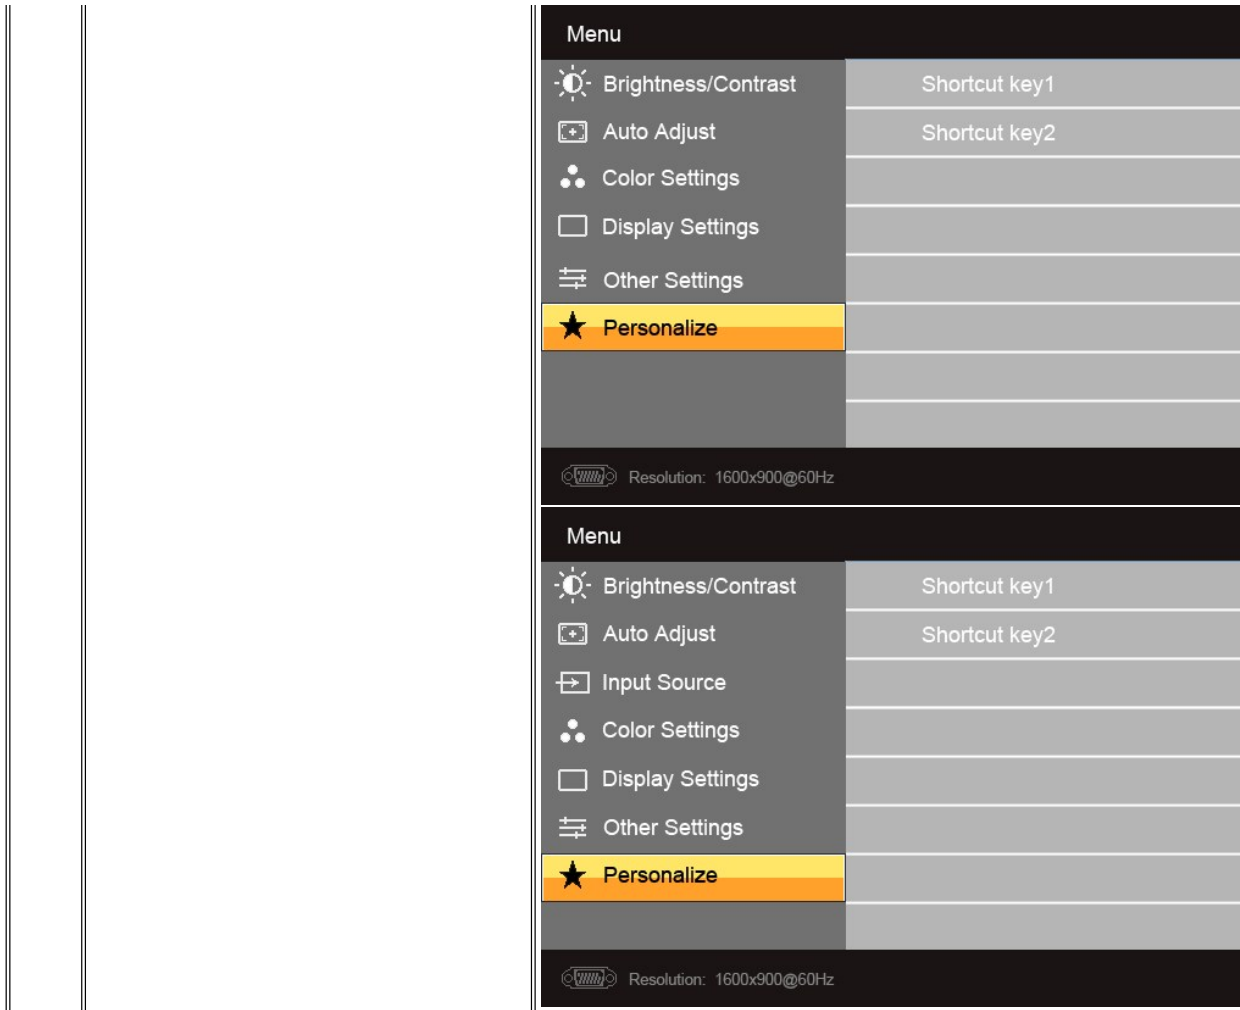 Menu
Brightness/Contrast Shortcut key1
Auto Adjust Shortcut key2
Color Settings
Display Settings
Other Settings
Personalize
Resolution: 1600x900@60Hz
Menu
Brightness/Contrast Shortcut key1
Auto Adjust Shortcut key2
Input Source
Color Settings
Display Settings
Other Settings
Personalize
Resolution: 1600x900@60Hz